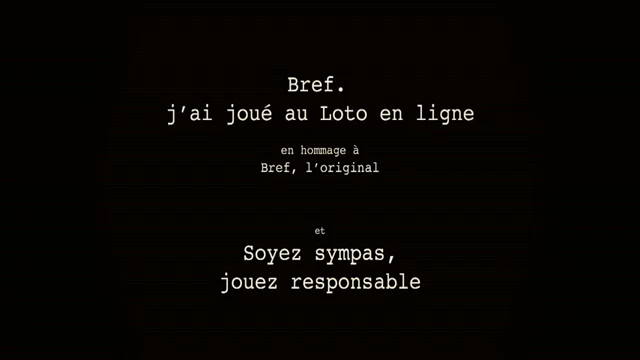 Bref.
j’ai joué au Loto en ligne
en hommage à
Bref, l’original
et
Soyez sympas,
jouez responsable